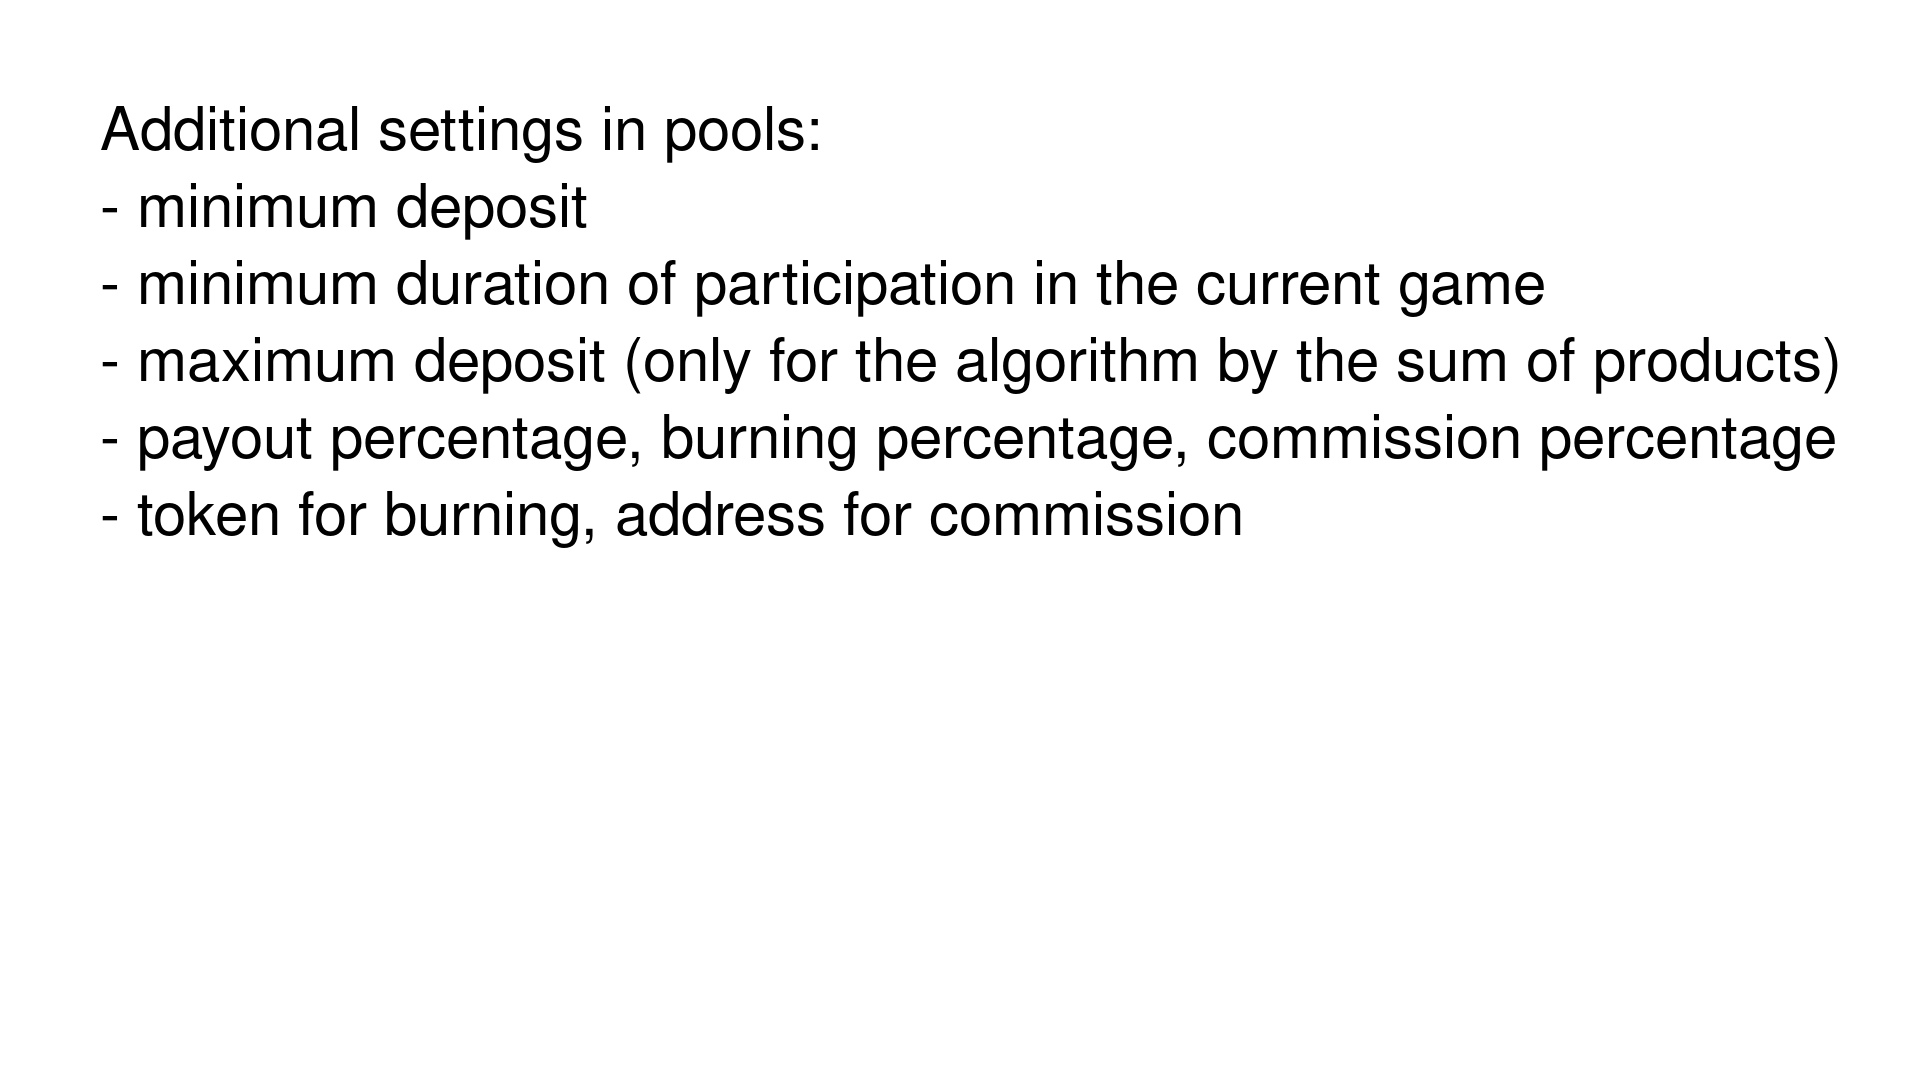 Additional settings in pools:
- minimum deposit
- minimum duration of participation in the current game
- maximum deposit (only for the algorithm by the sum of products)
- payout percentage, burning percentage, commission percentage
- token for burning, address for commission